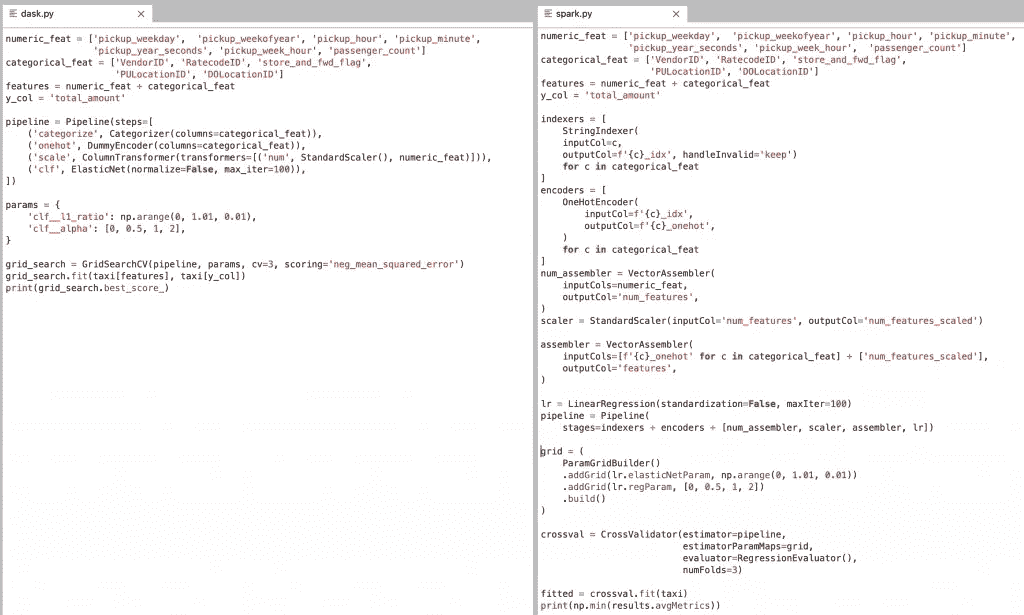 dask.py
numeric_feat = ['pickup_weekday', 'pickup_weekofyear', 'pickup_hour', 'pickup_minute',
'pickup_year_seconds', 'pickup_week_hour', 'passenger_count']
categorical_feat = ['VendorID', 'RatecodeID', 'store_and_fwd_flag',
'PULocationID', 'DOLocationID']
features = numeric_feat + categorical_feat
y_col = 'total_amount'
pipeline = Pipeline(steps=[
('categorize', Categorizer(columns=categorical_feat)),
('onehot', DummyEncoder(columns=categorical_feat)),
('scale', ColumnTransformer(transformers=[('num', StandardScaler(), numeric_feat)])),
('clf', ElasticNet(normalize=False, max_iter=100)),
])
params = {
'clf__l1_ratio': np.arange(0, 1.01, 0.01),
'clf__alpha': [0, 0.5, 1, 2],
}
grid_search = GridSearchCV(pipeline, params, cv=3, scoring='neg_mean_squared_error')
grid_search.fit(taxi[features], taxi[y_col])
print(grid_search.best_score_)
spark.py
numeric_feat = ['pickup_weekday', 'pickup_weekofyear', 'pickup_hour', 'pickup_minute',
'pickup_year_seconds', 'pickup_week_hour', 'passenger_count']
categorical_feat = ['VendorID', 'RatecodeID', 'store_and_fwd_flag',
'PULocationID', 'DOLocationID']
features = numeric_feat + categorical_feat
y_col = 'total_amount'
indexers = [
StringIndexer(
inputCol=c,
outputCol=f'{c}_idx', handleInvalid='keep')
for c in categorical_feat
]
encoders = [
OneHotEncoder(
inputCol=f'{c}_idx',
outputCol=f'{c}_onehot',
)
for c in categorical_feat
]
num_assembler = VectorAssembler(
inputCols=numeric_feat,
outputCol='num_features',
)
scaler = StandardScaler(inputCol='num_features', outputCol='num_features_scaled')
assembler = VectorAssembler(
inputCols=[f'{c}_onehot' for c in categorical_feat] + ['num_features_scaled'],
outputCol='features',
)
lr = LinearRegression(standardization=False, maxIter=100)
pipeline = Pipeline(
stages=indexers + encoders + [num_assembler, scaler, assembler, lr])
grid = (
ParamGridBuilder()
.addGrid(lr.elasticNetParam, np.arange(0, 1.01, 0.01))
.addGrid(lr.regParam, [0, 0.5, 1, 2])
.build()
)
crossval = CrossValidator(estimator=pipeline,
estimatorParamMaps=grid,
evaluator=RegressionEvaluator(),
numFolds=3)
fitted = crossval.fit(taxi)
print(np.min(results.avgMetrics))